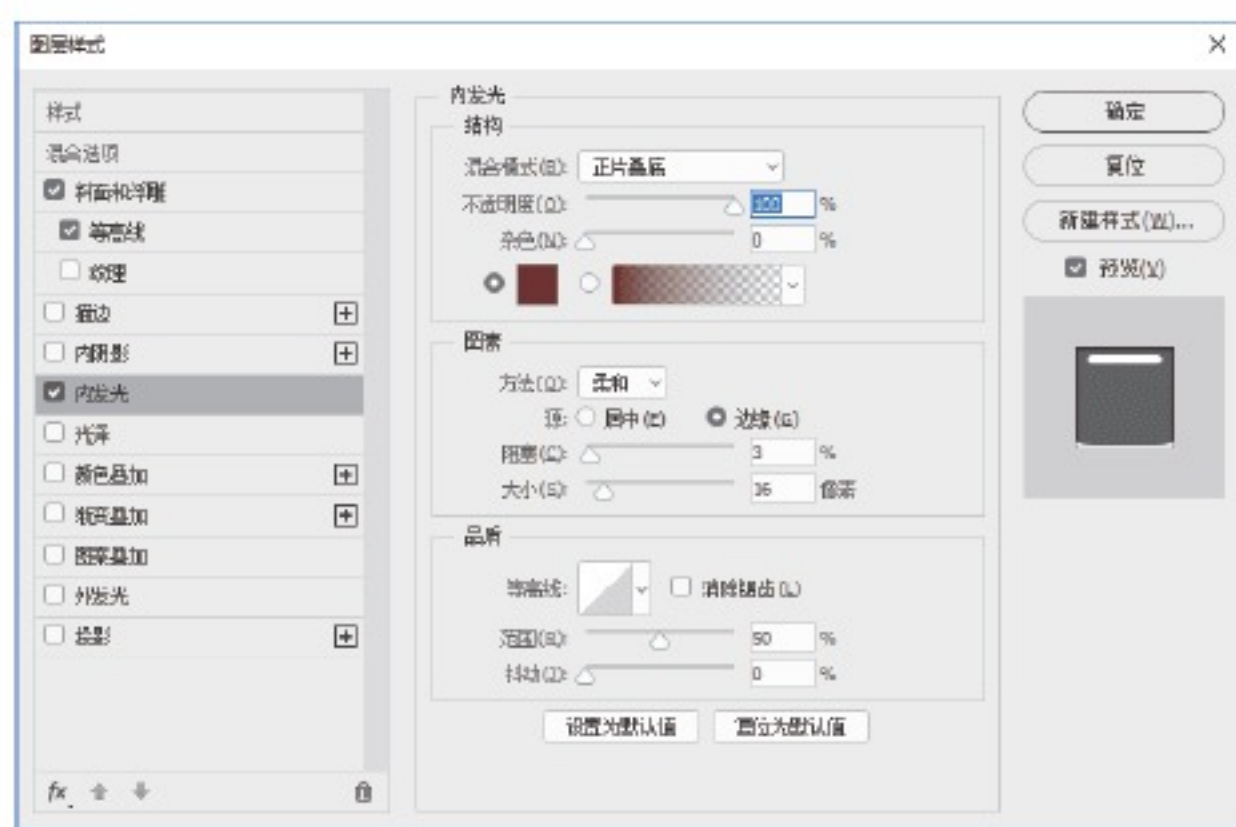 图层样式
样式
混合选项
斜面和浮雕
等高线
纹理
描边
内阴影
内发光
光泽
颜色叠加
渐变叠加
图案叠加
外发光
投影
fx
内发光
结构
混合模式(B): 正片叠底
不透明度(O): 100 %
杂色(N): 0 %
图素
方法(Q): 柔和
源: 居中(E) 边缘(G)
阻塞(C): 3 %
大小(S): 16 像素
品质
等高线: 消除锯齿(L)
范围(R): 50 %
抖动(J): 0 %
设置为默认值 复位为默认值
确定
复位
新建样式(W)...
预览(V)